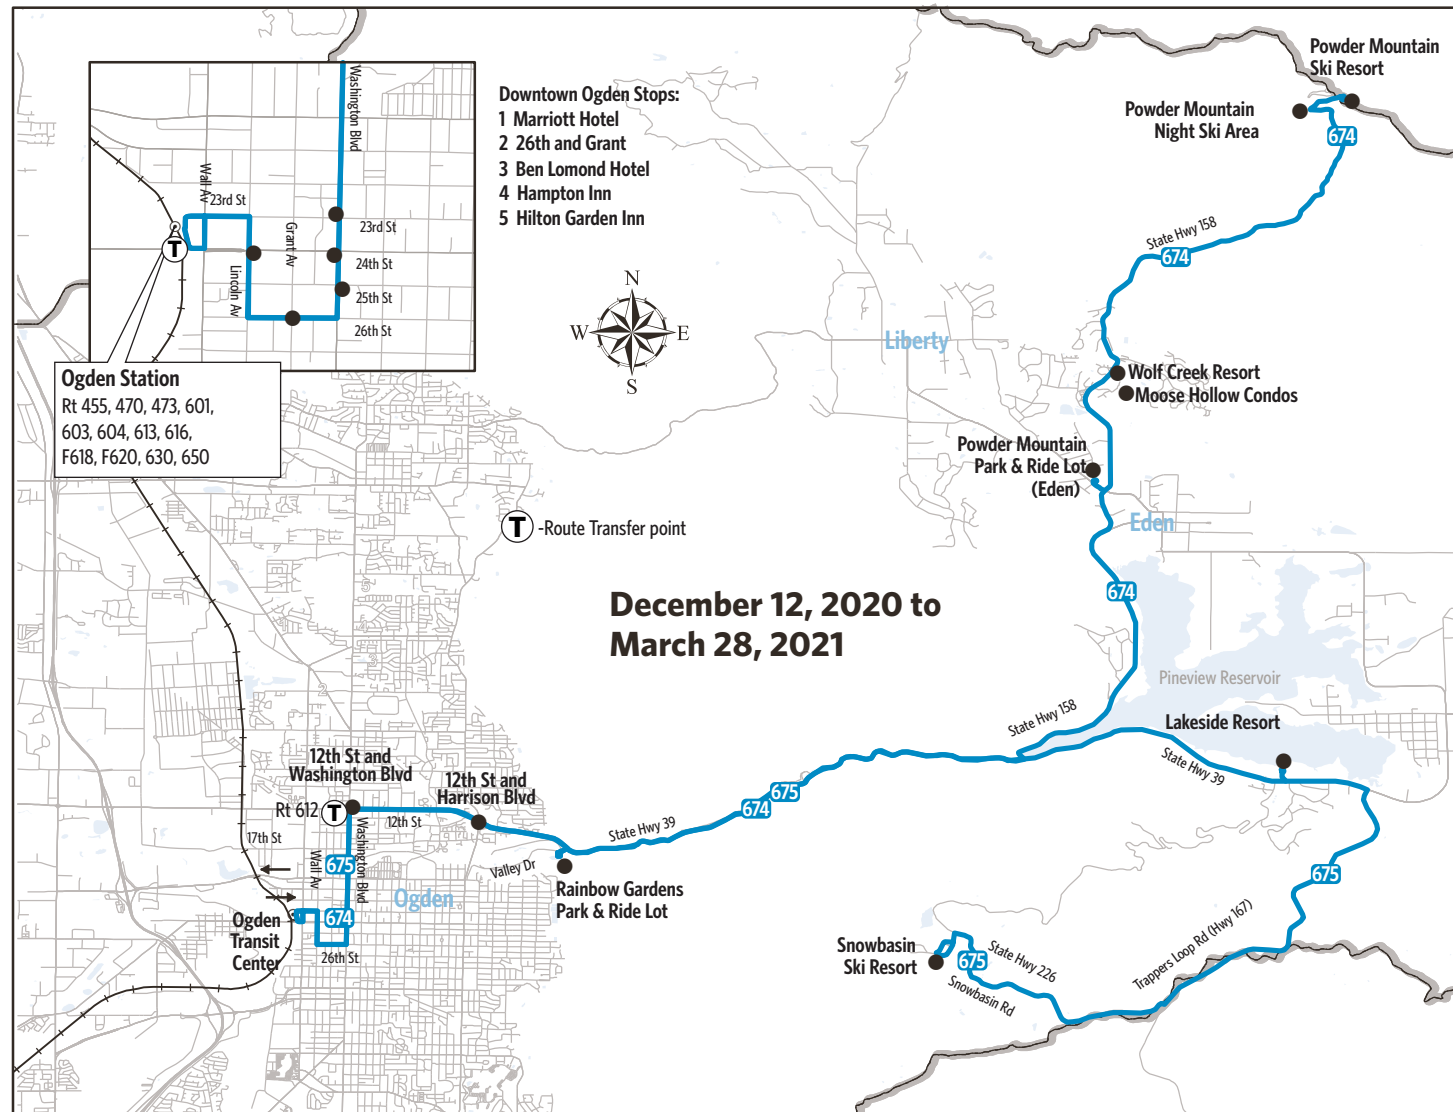 Powder Mountain
Ski Resort
Powder Mountain
Night Ski Area
674
Washington Blvd
Downtown Ogden Stops:
1 Marriott Hotel
2 26th and Grant
3 Ben Lomond Hotel
4 Hampton Inn
5 Hilton Garden Inn
Wall Av
23rd St
Grant Av
23rd St
24th St
Lincoln Av
25th St
26th St
T
State Hwy 158
674
N
W E
S
Liberty
Wolf Creek Resort
Moose Hollow Condos
Ogden Station
Rt 455, 470, 473, 601,
603, 604, 613, 616,
F618, F620, 630, 650
Powder Mountain
Park & Ride Lot
(Eden)
Eden
T -Route Transfer point
674
December 12, 2020 to
March 28, 2021
Pineview Reservoir
State Hwy 158
Lakeside Resort
State Hwy 39
12th St and
Washington Blvd
12th St and
Harrison Blvd
Rt 612 T
12th St
17th St
Washington Blvd
Wall Av
675
674
675
State Hwy 39
Valley Dr
Rainbow Gardens
Park & Ride Lot
Ogden
674
Ogden
Transit
Center
26th St
675
Trappers Loop Rd (Hwy 167)
Snowbasin
Ski Resort
675
State Hwy 226
Snowbasin Rd